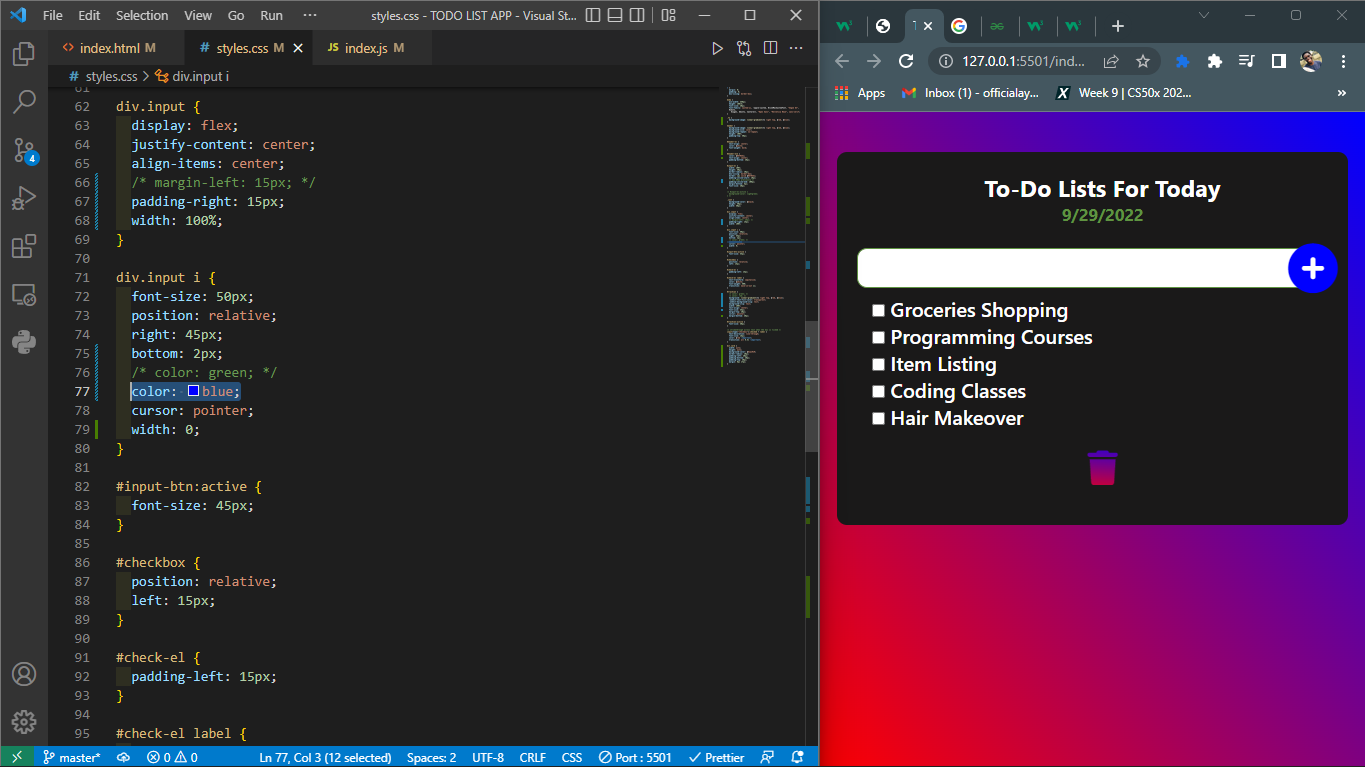 File Edit Selection View Go Run ··· styles.css - TODO LIST APP - Visual St...
index.html M styles.css M JS index.js M
# styles.css > div.input i
61
62 div.input {
63 display: flex;
64 justify-content: center;
65 align-items: center;
66 /* margin-left: 15px; */
67 padding-right: 15px;
68 width: 100%;
69 }
70
71 div.input i {
72 font-size: 50px;
73 position: relative;
74 right: 45px;
75 bottom: 2px;
76 /* color: green; */
77 color: blue;
78 cursor: pointer;
79 width: 0;
80 }
81
82 #input-btn:active {
83 font-size: 45px;
84 }
85
86 #checkbox {
87 position: relative;
88 left: 15px;
89 }
90
91 #check-el {
92 padding-left: 15px;
93 }
94
95 #check-el label {
4
master* 0 0 Ln 77, Col 3 (12 selected) Spaces: 2 UTF-8 CRLF CSS Port : 5501 Prettier
127.0.0.1:5501/ind...
Apps Inbox (1) - officialay... X Week 9 | CS50x 202... »
To-Do Lists For Today
9/29/2022
Groceries Shopping
Programming Courses
Item Listing
Coding Classes
Hair Makeover